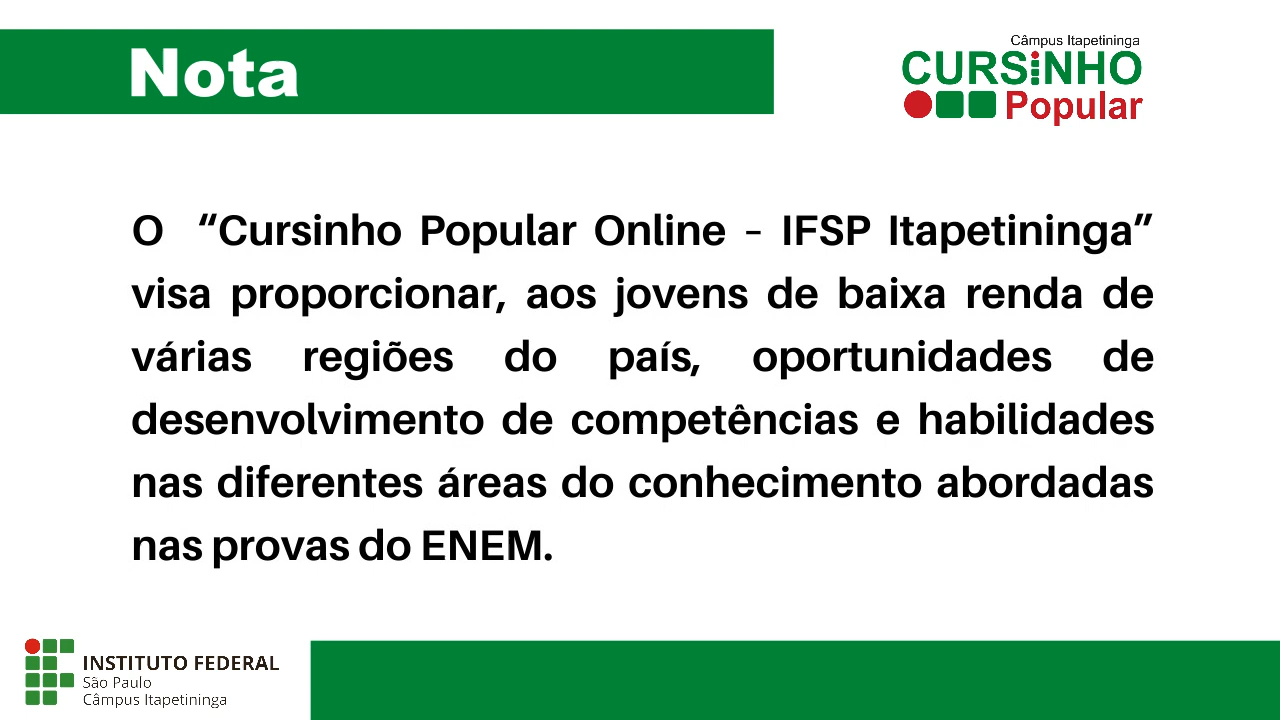 Nota
Câmpus Itapetininga
CURSiNHO
Popular
O “Cursinho Popular Online – IFSP Itapetininga”
visa proporcionar, aos jovens de baixa renda de
várias regiões do país, oportunidades de
desenvolvimento de competências e habilidades
nas diferentes áreas do conhecimento abordadas
nas provas do ENEM.
INSTITUTO FEDERAL
São Paulo
Câmpus Itapetininga